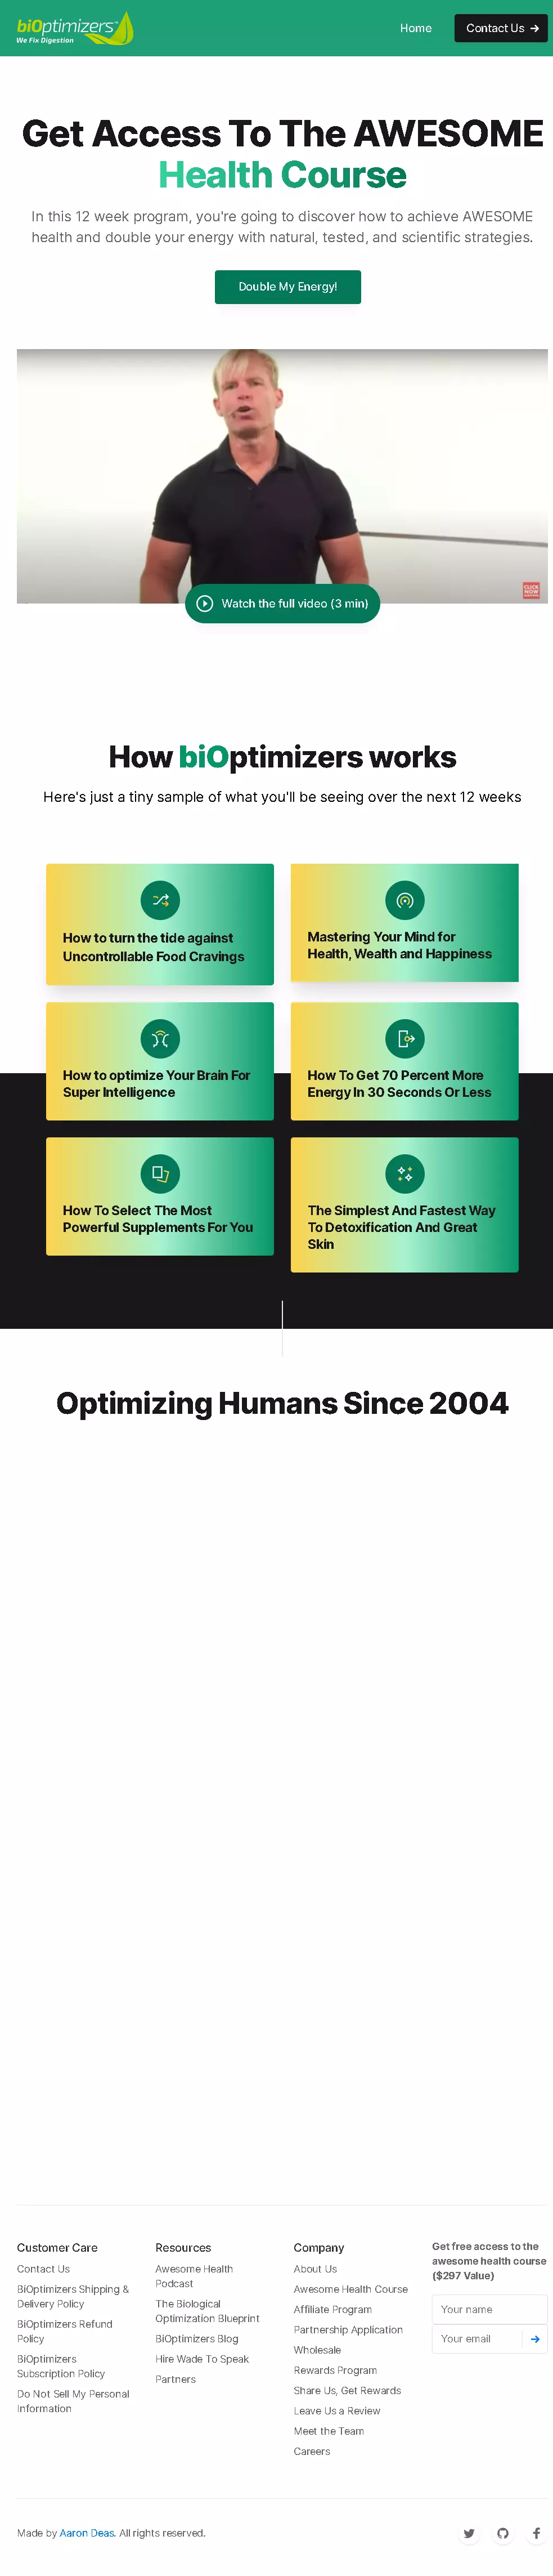 biOptimizers™
We Fix Digestion
Home
Contact Us
Get Access To The AWESOME
Health Course
In this 12 week program, you're going to discover how to achieve AWESOME
health and double your energy with natural, tested, and scientific strategies.
Double My Energy!
CLICK
NOW
Watch the full video (3 min)
How biOptimizers works
Here's just a tiny sample of what you'll be seeing over the next 12 weeks
How to turn the tide against
Uncontrollable Food Cravings
Mastering Your Mind for
Health, Wealth and Happiness
How to optimize Your Brain For
Super Intelligence
How To Get 70 Percent More
Energy In 30 Seconds Or Less
How To Select The Most
Powerful Supplements For You
The Simplest And Fastest Way
To Detoxification And Great
Skin
Optimizing Humans Since 2004
Customer Care
Contact Us
BiOptimizers Shipping &
Delivery Policy
BiOptimizers Refund
Policy
BiOptimizers
Subscription Policy
Do Not Sell My Personal
Information
Resources
Awesome Health
Podcast
The Biological
Optimization Blueprint
BiOptimizers Blog
Hire Wade To Speak
Partners
Company
About Us
Awesome Health Course
Affiliate Program
Partnership Application
Wholesale
Rewards Program
Share Us, Get Rewards
Leave Us a Review
Meet the Team
Careers
Get free access to the
awesome health course
($297 Value)
Your name
Your email
Made by Aaron Deas. All rights reserved.